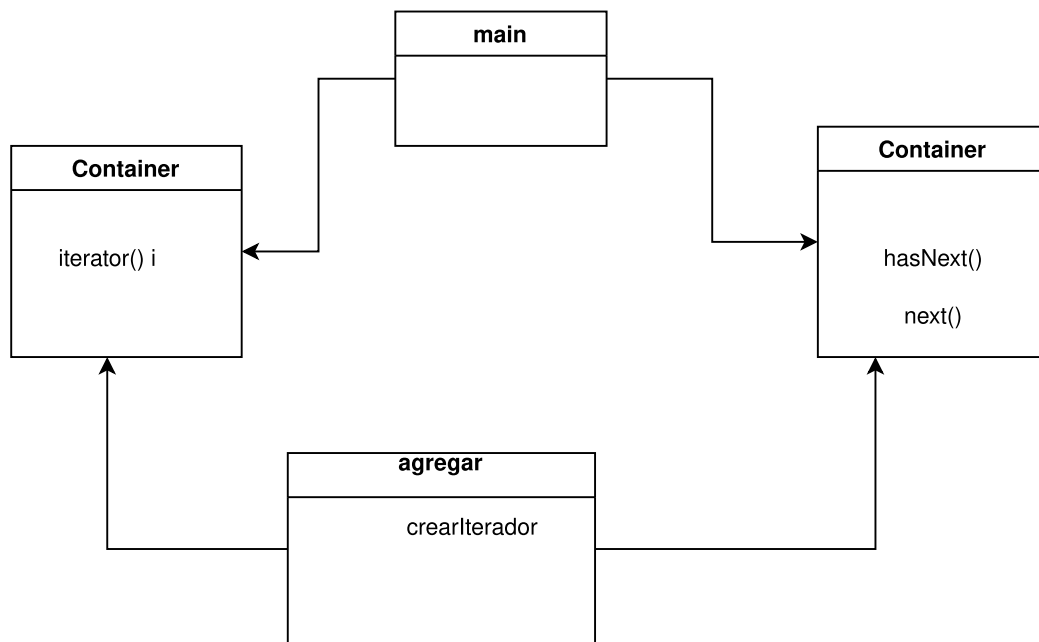 main
Container
iterator() i
Container
hasNext()
next()
agregar
crearIterador